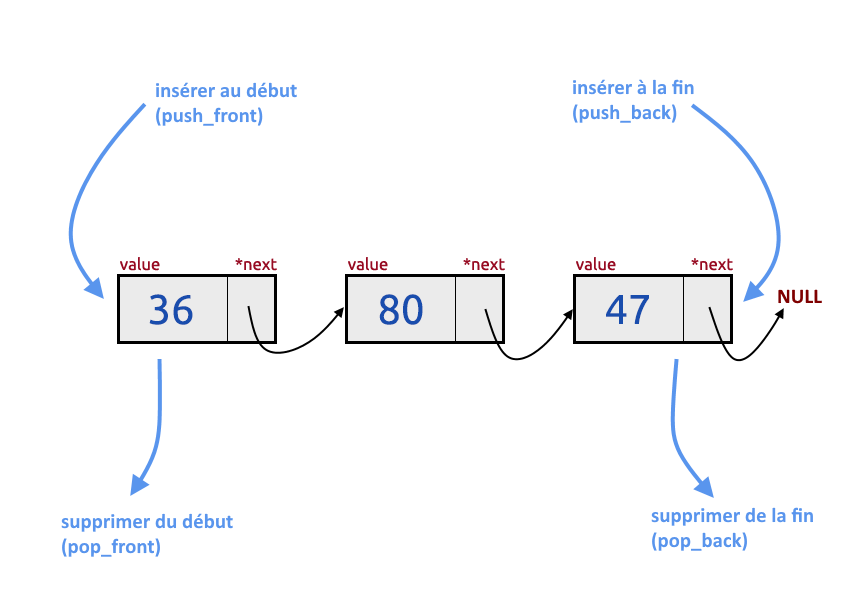 insérer au début
(push_front)
insérer à la fin
(push_back)
value *next
value *next
value *next
36
80
47
NULL
supprimer du début
(pop_front)
supprimer de la fin
(pop_back)